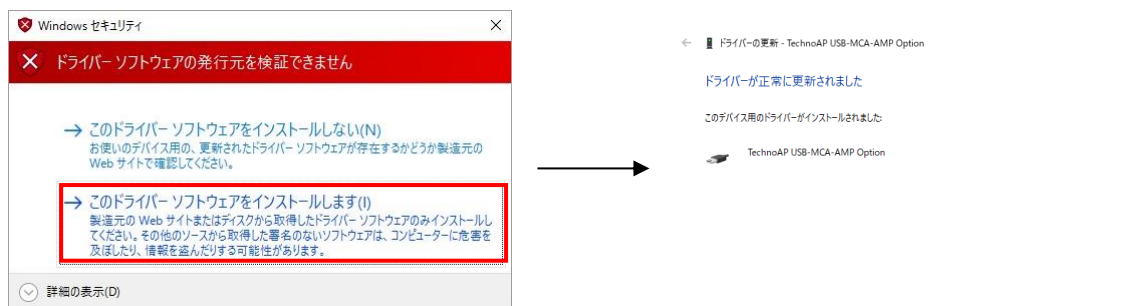 Windows セキュリティ
ドライバー ソフトウェアの発行元を検証できません
→ このドライバー ソフトウェアをインストールしない(N)
お使いのデバイス用の、更新されたドライバー ソフトウェアが存在するかどうか製造元の
Web サイトで確認してください。
→ このドライバー ソフトウェアをインストールします(I)
製造元の Web サイトまたはディスクから取得したドライバー ソフトウェアのみインストールし
てください。その他のソースから取得した署名のないソフトウェアは、コンピューターに危害を
及ぼしたり、情報を盗んだりする可能性があります。
詳細の表示(D)
ドライバーの更新 - TechnoAP USB-MCA-AMP Option
ドライバーが正常に更新されました
このデバイス用のドライバーがインストールされました:
TechnoAP USB-MCA-AMP Option